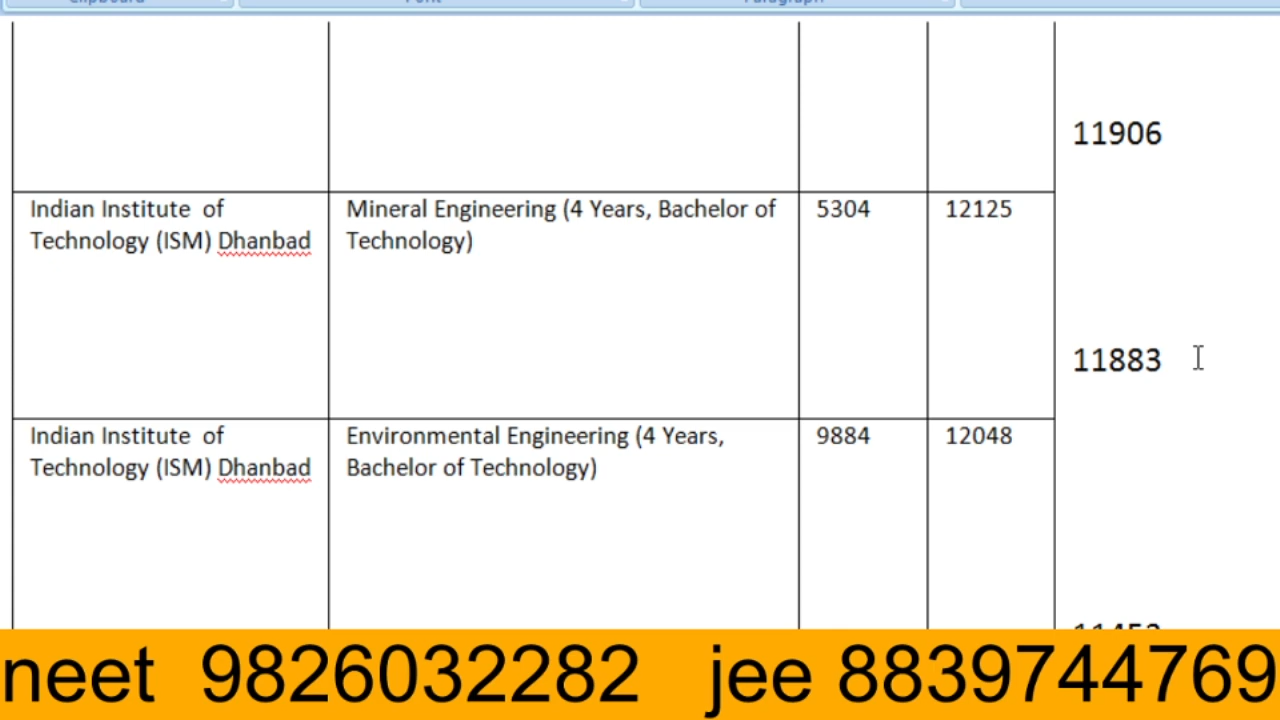 11906
Indian Institute of
Technology (ISM) Dhanbad
Mineral Engineering (4 Years, Bachelor of
Technology)
5304
12125
11883
Indian Institute of
Technology (ISM) Dhanbad
Environmental Engineering (4 Years,
Bachelor of Technology)
9884
12048
neet 9826032282 jee 8839744769